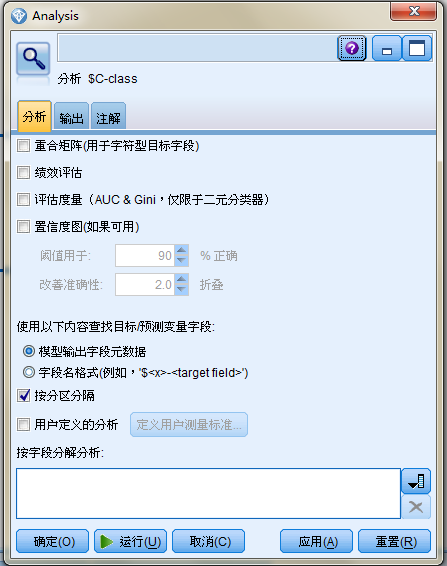 Analysis
分析 $C-class
分析 输出 注解
重合矩阵(用于字符型目标字段)
绩效评估
评估度量（AUC & Gini，仅限于二元分类器）
置信度图(如果可用)
阈值用于: 90 % 正确
改善准确性: 2.0 折叠
使用以下内容查找目标/预测变量字段:
模型输出字段元数据
字段名格式(例如，'$<x>-<target field>')
按分区分隔
用户定义的分析 定义用户测量标准...
按字段分解分析:
确定(O) 运行(U) 取消(C) 应用(A) 重置(R)